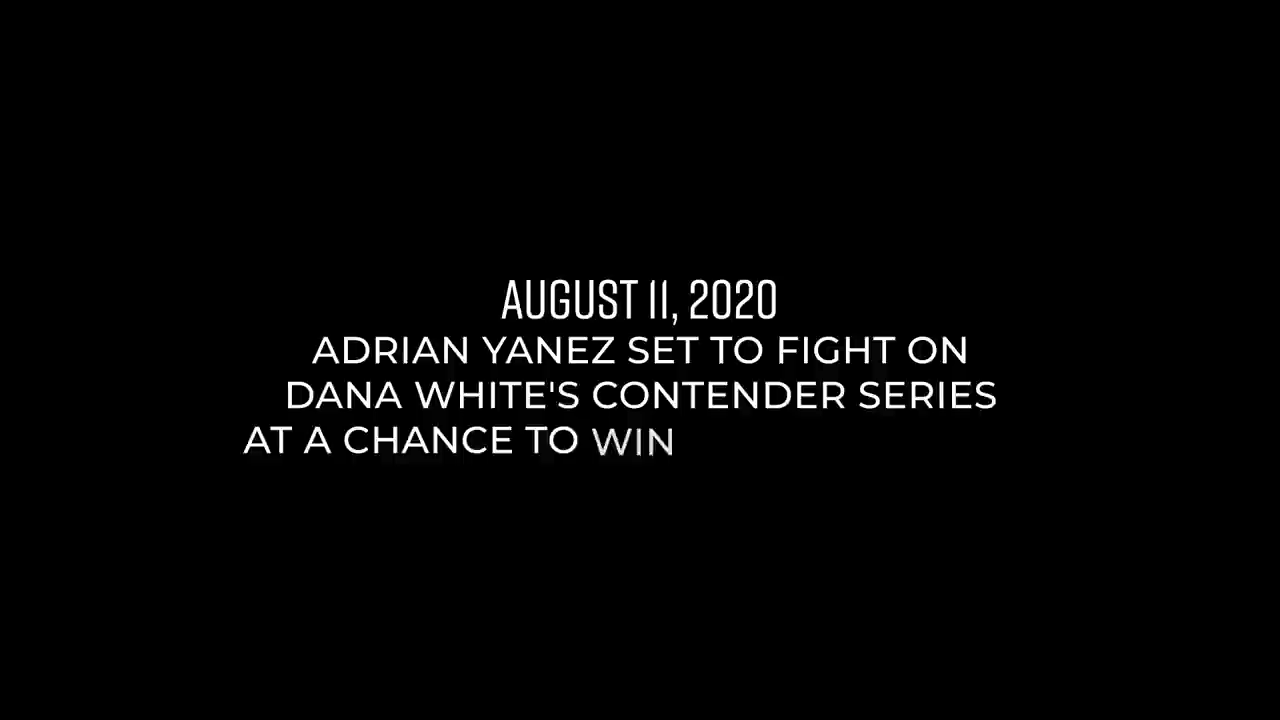 AUGUST 11, 2020
ADRIAN YANEZ SET TO FIGHT ON
DANA WHITE'S CONTENDER SERIES
AT A CHANCE TO WIN